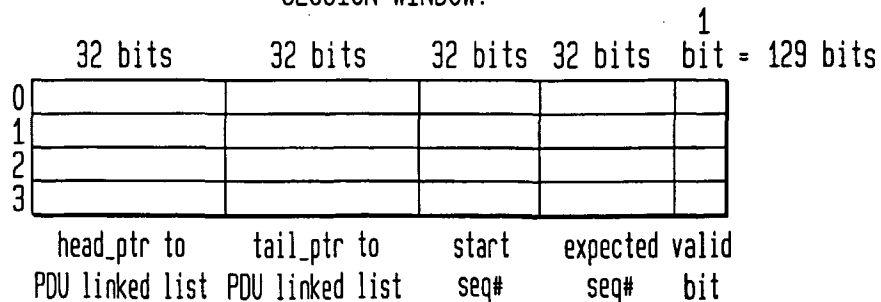 SESSION WINDOW:
1
32 bits 32 bits 32 bits 32 bits bit = 129 bits
0
1
2
3
head_ptr to tail_ptr to start expected valid
PDU linked list PDU linked list seq# seq# bit